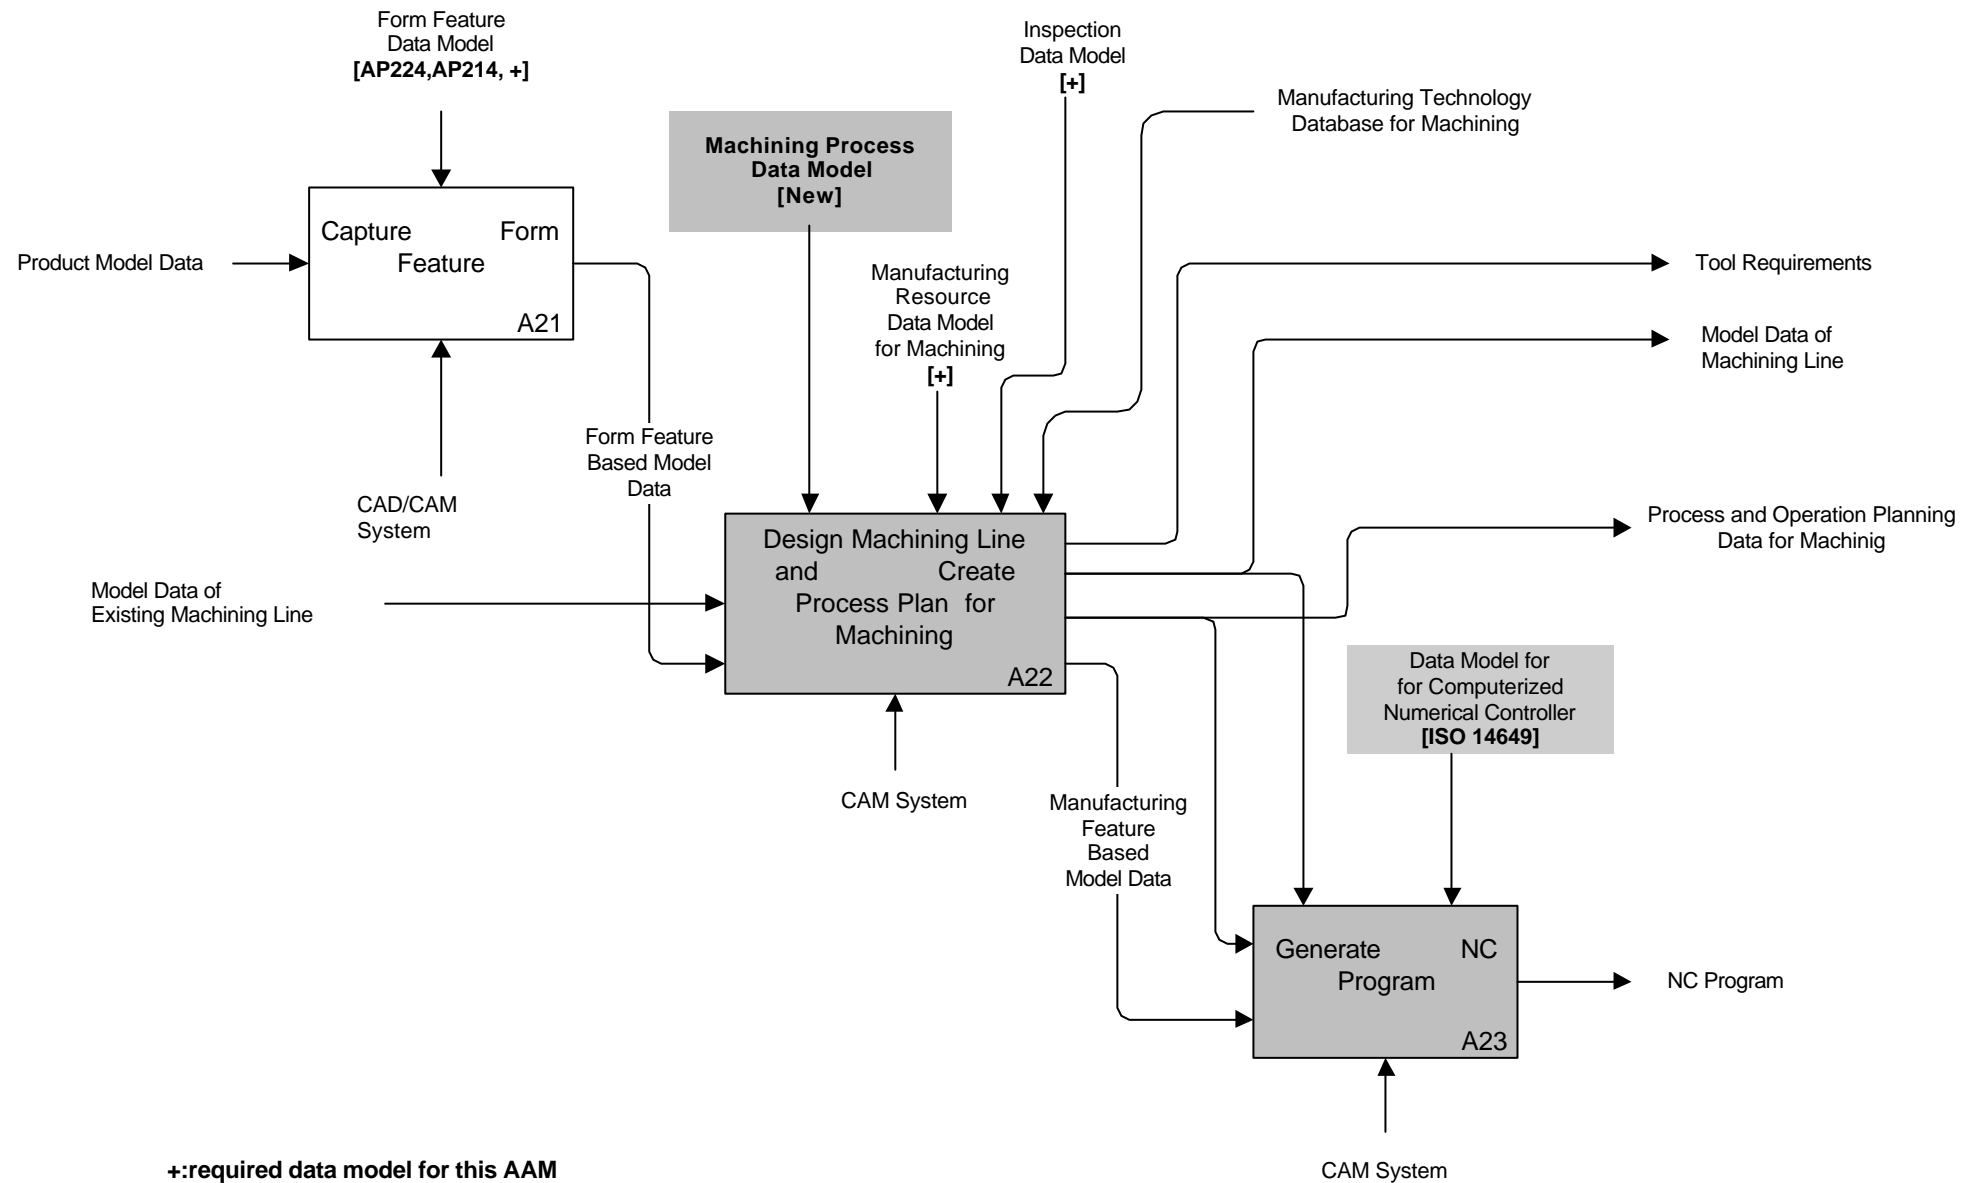 Form Feature
Data Model
[AP224,AP214, +]
Inspection
Data Model
[+]
Manufacturing Technology
Database for Machining
Machining Process
Data Model
[New]
Capture Form
Feature
A21
Product Model Data
Manufacturing
Resource
Data Model
for Machining
[+]
Tool Requirements
Model Data of
Machining Line
Form Feature
Based Model
Data
CAD/CAM
System
Process and Operation Planning
Data for Machinig
Design Machining Line
and Create
Process Plan for
Machining
A22
Model Data of
Existing Machining Line
Data Model for
for Computerized
Numerical Controller
[ISO 14649]
CAM System
Manufacturing
Feature
Based
Model Data
Generate NC
Program
A23
NC Program
+:required data model for this AAM
CAM System